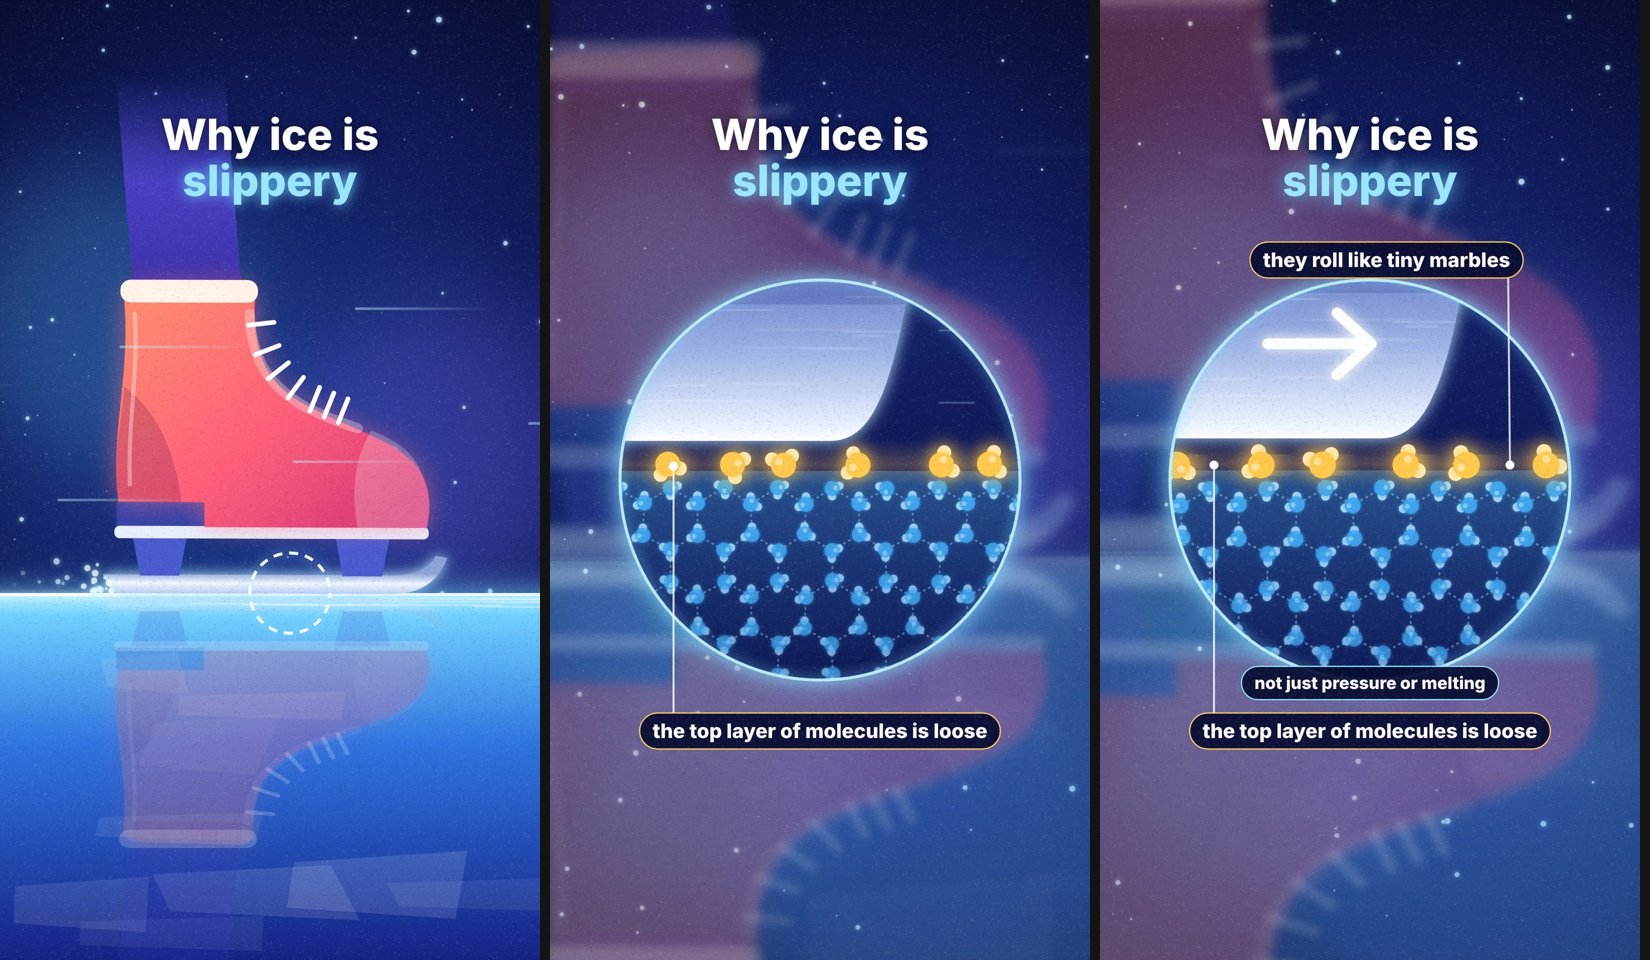 Why ice is
slippery
Why ice is
slippery
the top layer of molecules is loose
Why ice is
slippery
they roll like tiny marbles
not just pressure or melting
the top layer of molecules is loose